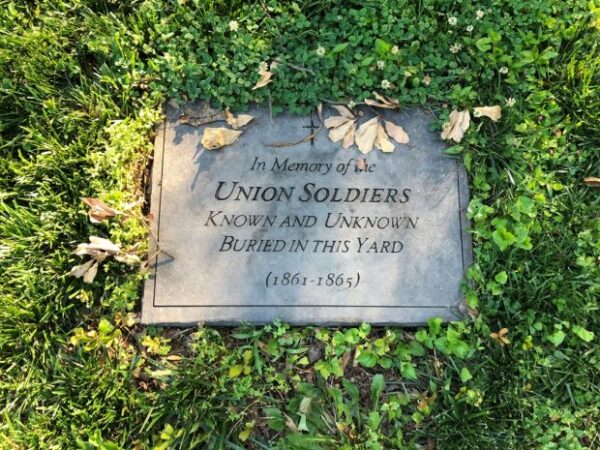 In Memory of the
Union Soldiers
Known and Unknown
Buried in this Yard
(1861-1865)